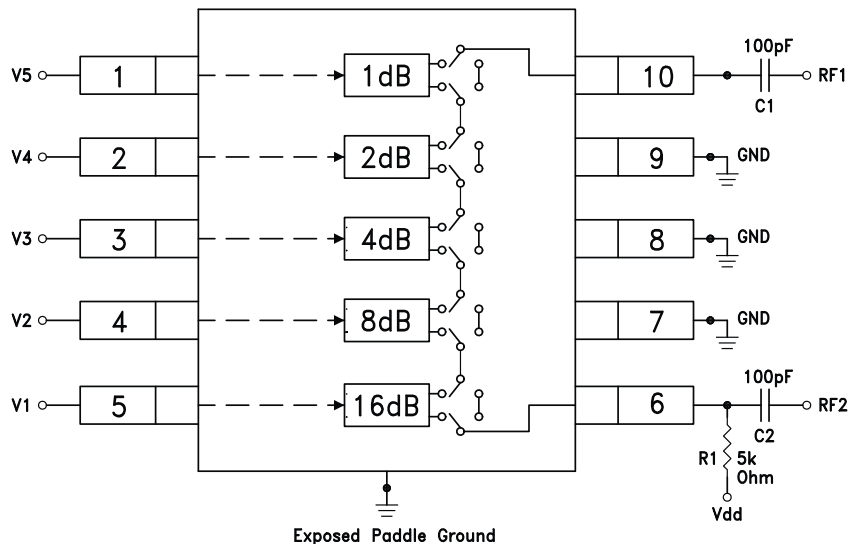 V5 1 1dB 10 100pF C1 RF1
V4 2 2dB 9 GND
V3 3 4dB 8 GND
V2 4 8dB 7 GND
V1 5 16dB 6 100pF C2 RF2
R1 5k
Ohm
Vdd
Exposed Paddle Ground